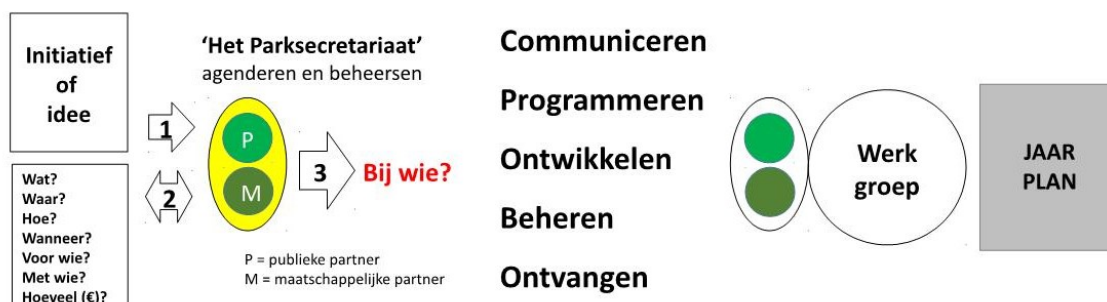 Initiatief
of
idee
Wat?
Waar?
Hoe?
Wanneer?
Voor wie?
Met wie?
Hoeveel (€)?
1
2
'Het Parksecretariaat'
agenderen en beheersen
P
M
3
Bij wie?
P = publieke partner
M = maatschappelijke partner
Communiceren
Programmeren
Ontwikkelen
Beheren
Ontvangen
Werk
groep
JAAR
PLAN